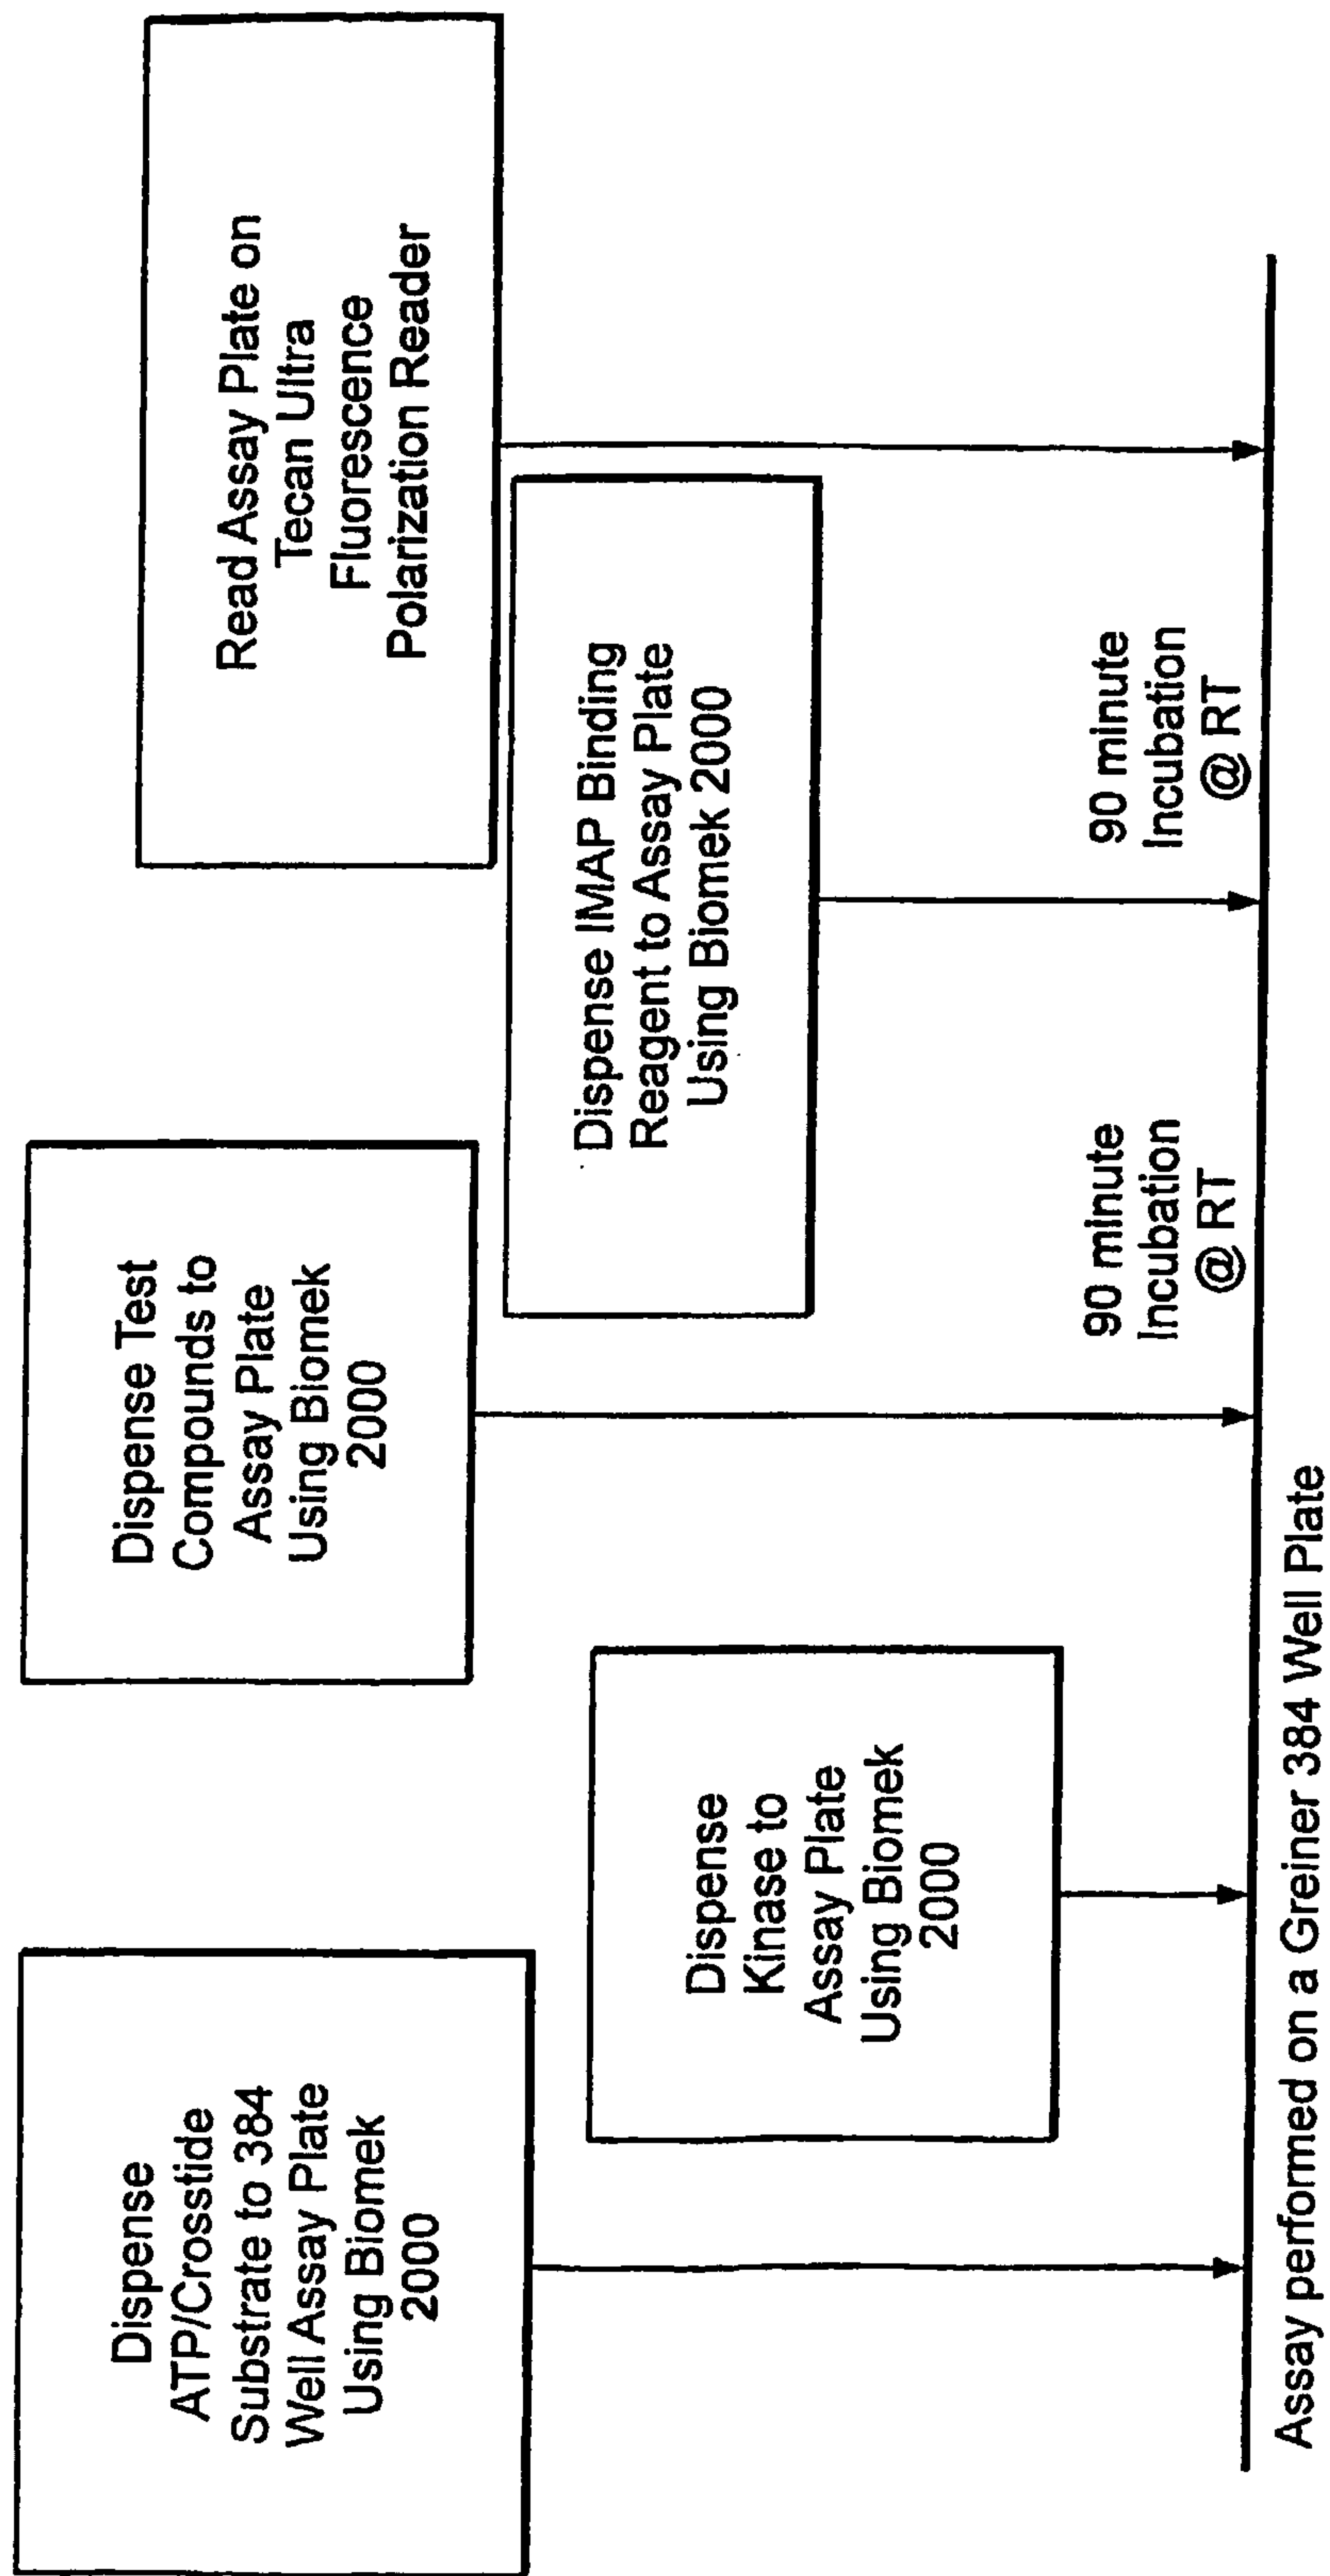 Dispense
ATP/Crosstide
Substrate to 384
Well Assay Plate
Using Biomek
2000
Dispense
Kinase to
Assay Plate
Using Biomek
2000
Dispense Test
Compounds to
Assay Plate
Using Biomek
2000
Dispense IMAP Binding
Reagent to Assay Plate
Using Biomek 2000
Read Assay Plate on
Tecan Ultra
Fluorescence
Polarization Reader
90 minute
Incubation
@ RT
90 minute
Incubation
@ RT
Assay performed on a Greiner 384 Well Plate